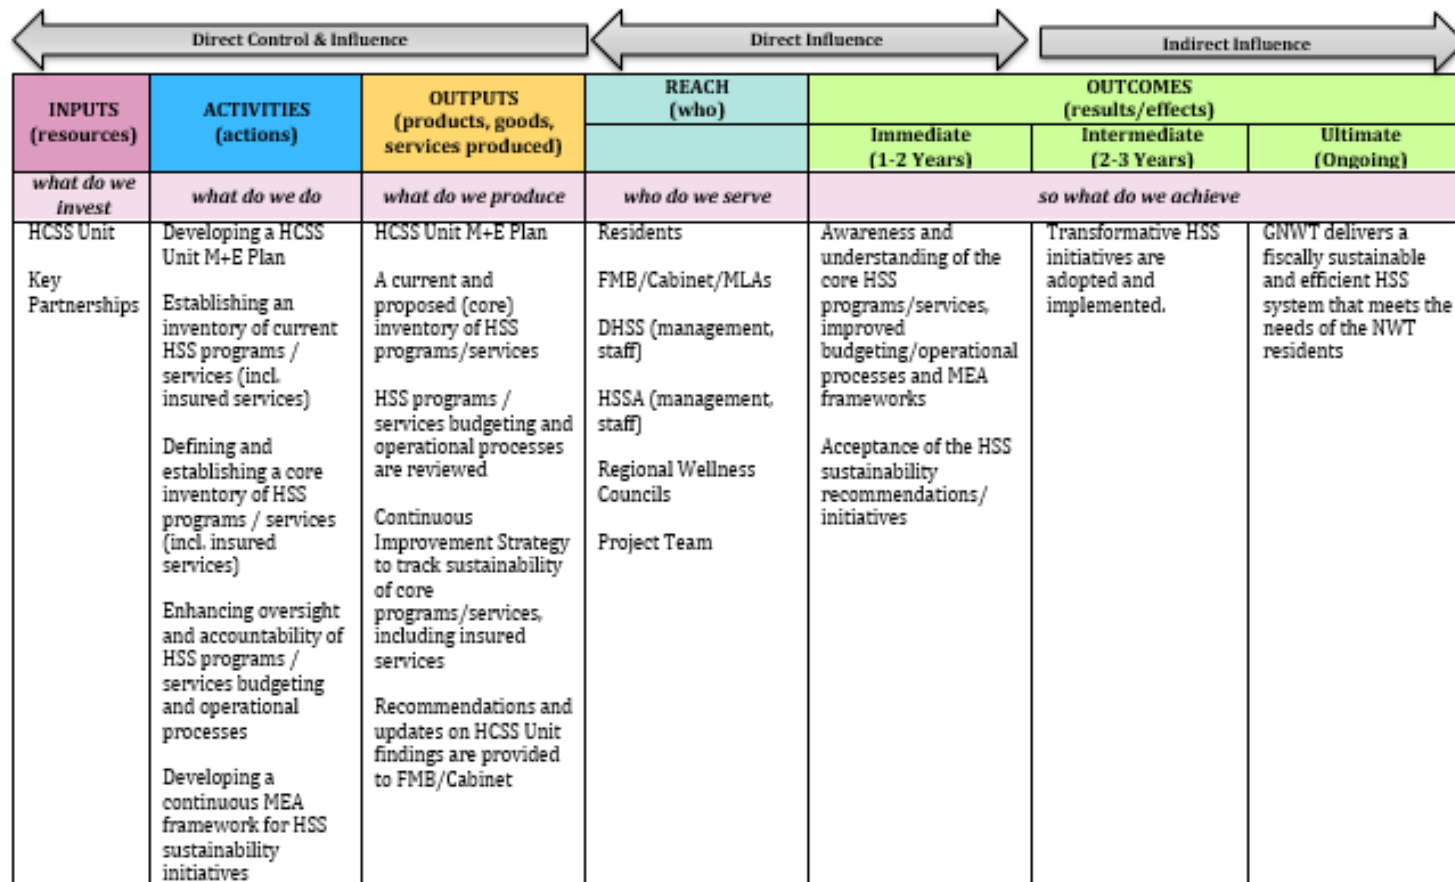 Direct Control & Influence
Direct Influence
Indirect Influence
INPUTS
(resources)
ACTIVITIES
(actions)
OUTPUTS
(products, goods,
services produced)
REACH
(who)
OUTCOMES
(results/effects)
Immediate
(1-2 Years)
Intermediate
(2-3 Years)
Ultimate
(Ongoing)
what do we
invest
what do we do
what do we produce
who do we serve
so what do we achieve
HCSS Unit
Key
Partnerships
Developing a HCSS
Unit M+E Plan
Establishing an
inventory of current
HSS programs /
services (incl.
insured services)
Defining and
establishing a core
inventory of HSS
programs / services
(incl. insured
services)
Enhancing oversight
and accountability of
HSS programs /
services budgeting
and operational
processes
Developing a
continuous MEA
framework for HSS
sustainability
initiatives
HCSS Unit M+E Plan
A current and
proposed (core)
inventory of HSS
programs/services
HSS programs /
services budgeting and
operational processes
are reviewed
Continuous
Improvement Strategy
to track sustainability
of core
programs/services,
including insured
services
Recommendations and
updates on HCSS Unit
findings are provided
to FMB/Cabinet
Residents
FMB/Cabinet/MLAs
DHSS (management,
staff)
HSSA (management,
staff)
Regional Wellness
Councils
Project Team
Awareness and
understanding of the
core HSS
programs/services,
improved
budgeting/operational
processes and MEA
frameworks
Acceptance of the HSS
sustainability
recommendations/
initiatives
Transformative HSS
initiatives are
adopted and
implemented.
GNWT delivers a
fiscally sustainable
and efficient HSS
system that meets the
needs of the NWT
residents